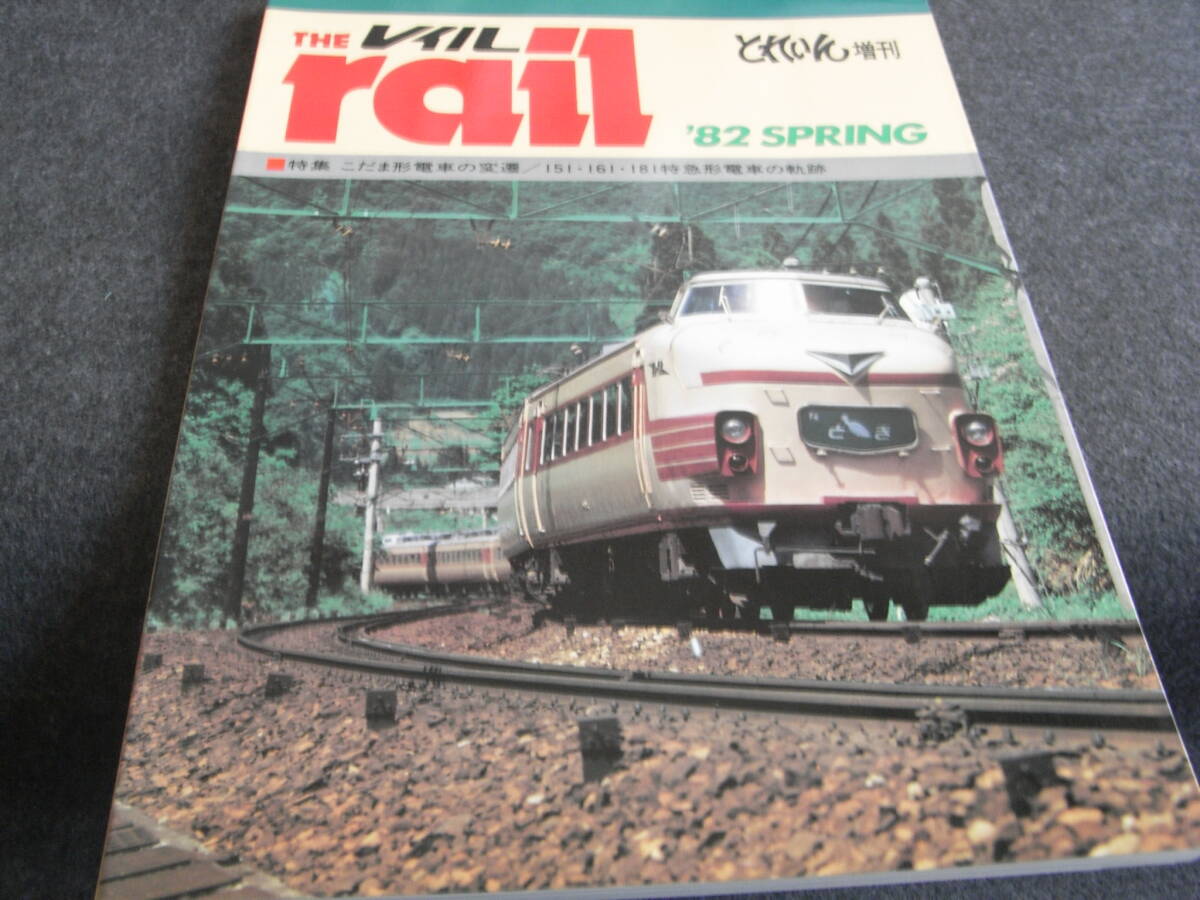 THE レイル
rail
とれいん 増刊
'82 SPRING
特集 こだま形電車の変遷/151・161・181特急形電車の軌跡
とき